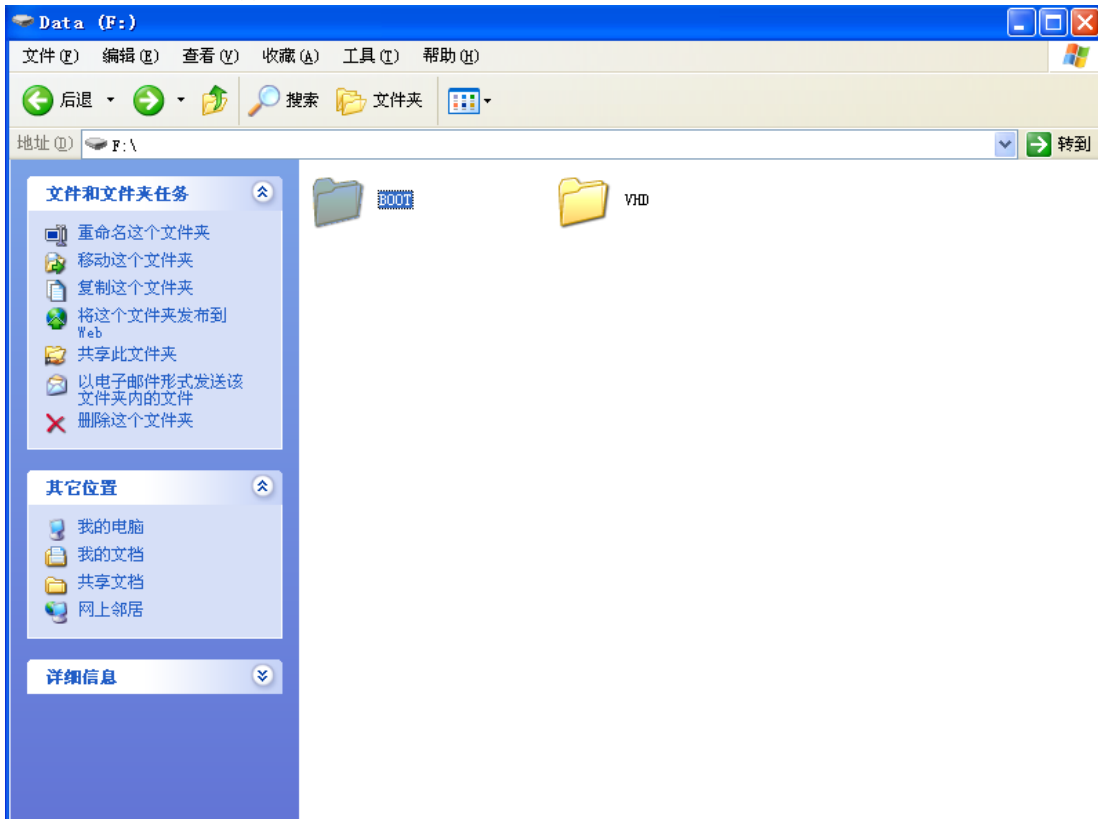 Data (F:)
文件(F) 编辑(E) 查看(V) 收藏(A) 工具(T) 帮助(H)
后退 搜索 文件夹
地址(D) F:\ 转到
文件和文件夹任务
重命名这个文件夹
移动这个文件夹
复制这个文件夹
将这个文件夹发布到
Web
共享此文件夹
以电子邮件形式发送该
文件夹内的文件
删除这个文件夹
其它位置
我的电脑
我的文档
共享文档
网上邻居
详细信息
BOOT VHD